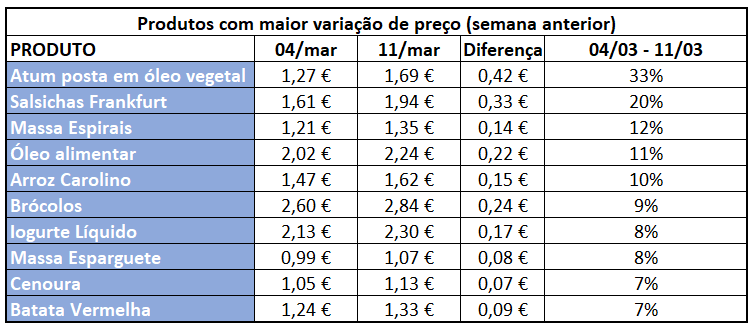 Produtos com maior variação de preço (semana anterior)
PRODUTO 04/mar 11/mar Diferença 04/03 - 11/03
Atum posta em óleo vegetal 1,27 € 1,69 € 0,42 € 33%
Salsichas Frankfurt 1,61 € 1,94 € 0,33 € 20%
Massa Espirais 1,21 € 1,35 € 0,14 € 12%
Óleo alimentar 2,02 € 2,24 € 0,22 € 11%
Arroz Carolino 1,47 € 1,62 € 0,15 € 10%
Brócolos 2,60 € 2,84 € 0,24 € 9%
Iogurte Líquido 2,13 € 2,30 € 0,17 € 8%
Massa Esparguete 0,99 € 1,07 € 0,08 € 8%
Cenoura 1,05 € 1,13 € 0,07 € 7%
Batata Vermelha 1,24 € 1,33 € 0,09 € 7%